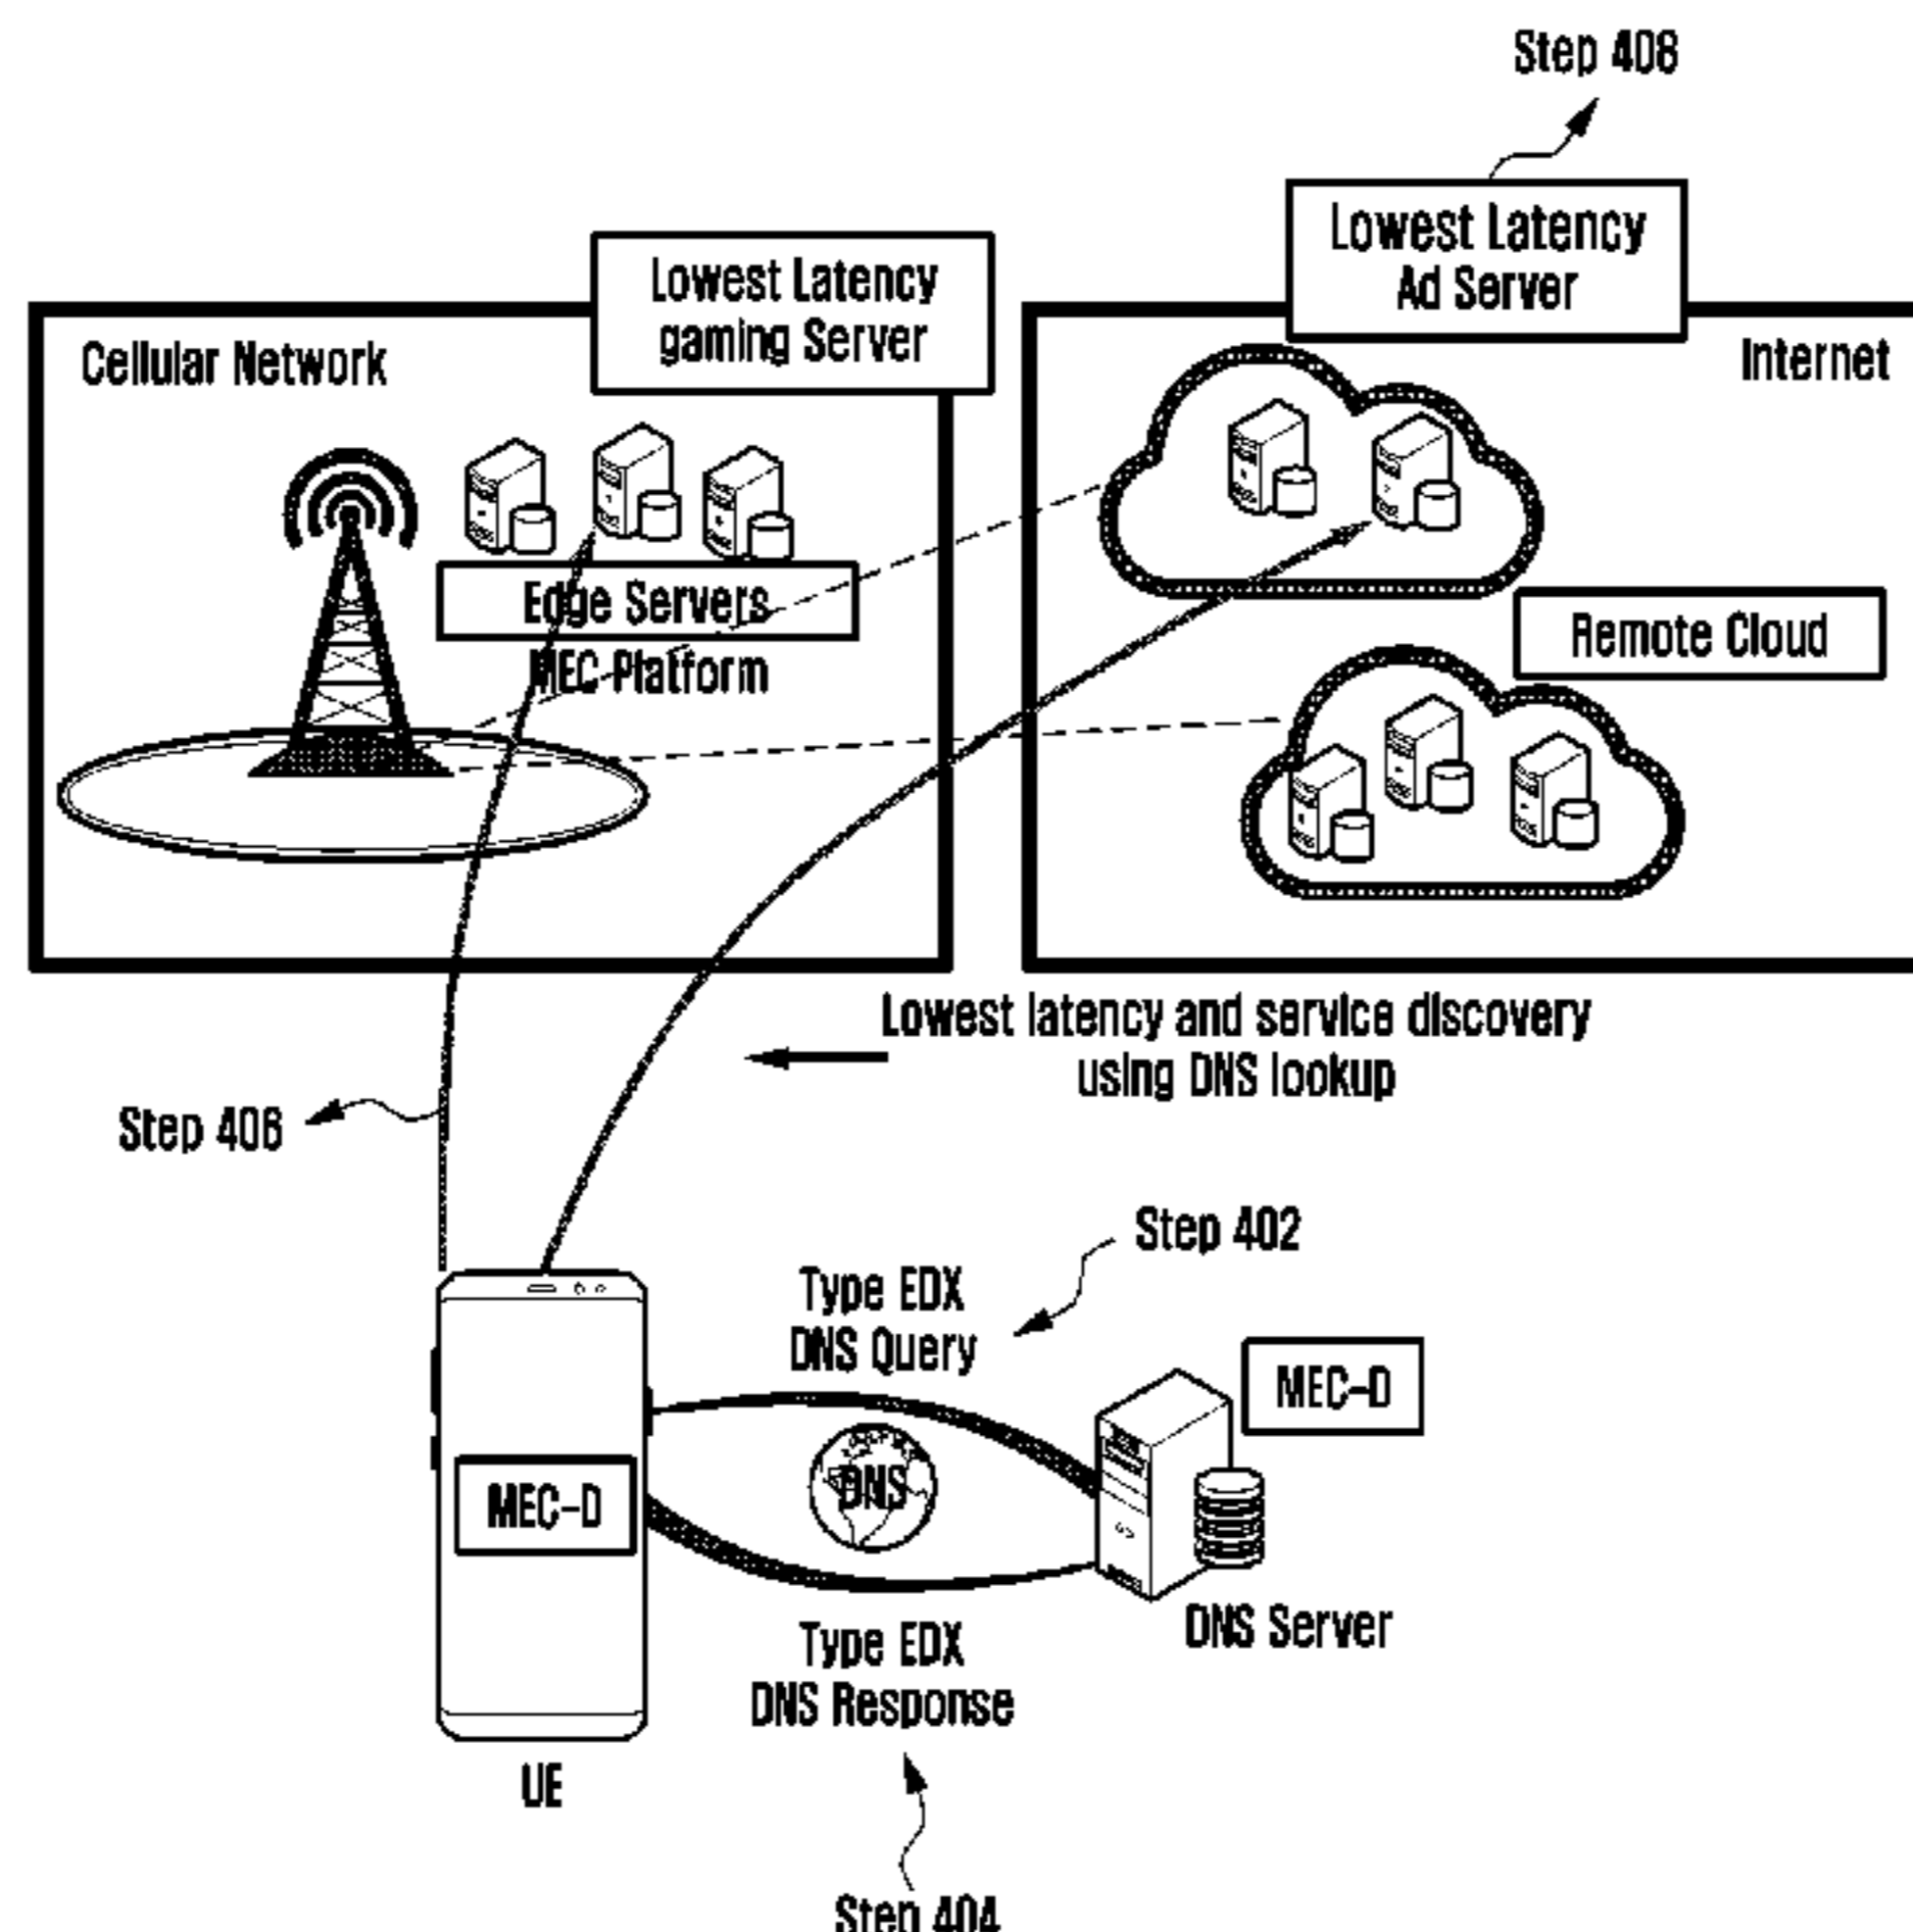 Step 408
Lowest Latency
Ad Server
Lowest Latency
gaming Server
Cellular Network
Internet
Edge Servers
MEC Platform
Remote Cloud
Lowest latency and service discovery
using DNS lookup
Step 406
Step 402
Type EDX
DNS Query
MEC-D
DNS
MEC-D
DNS Server
Type EDX
DNS Response
UE
Step 404